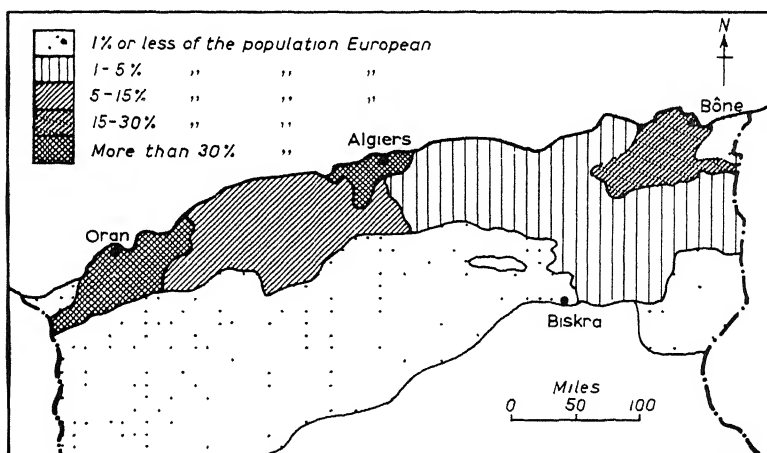 1% or less of the population European
1-5% ,, ,, ,,
5-15% ,, ,, ,,
15-30% ,, ,,
More than 30% ,,
N
Bône
Algiers
Oran
Biskra
Miles
0 50 100